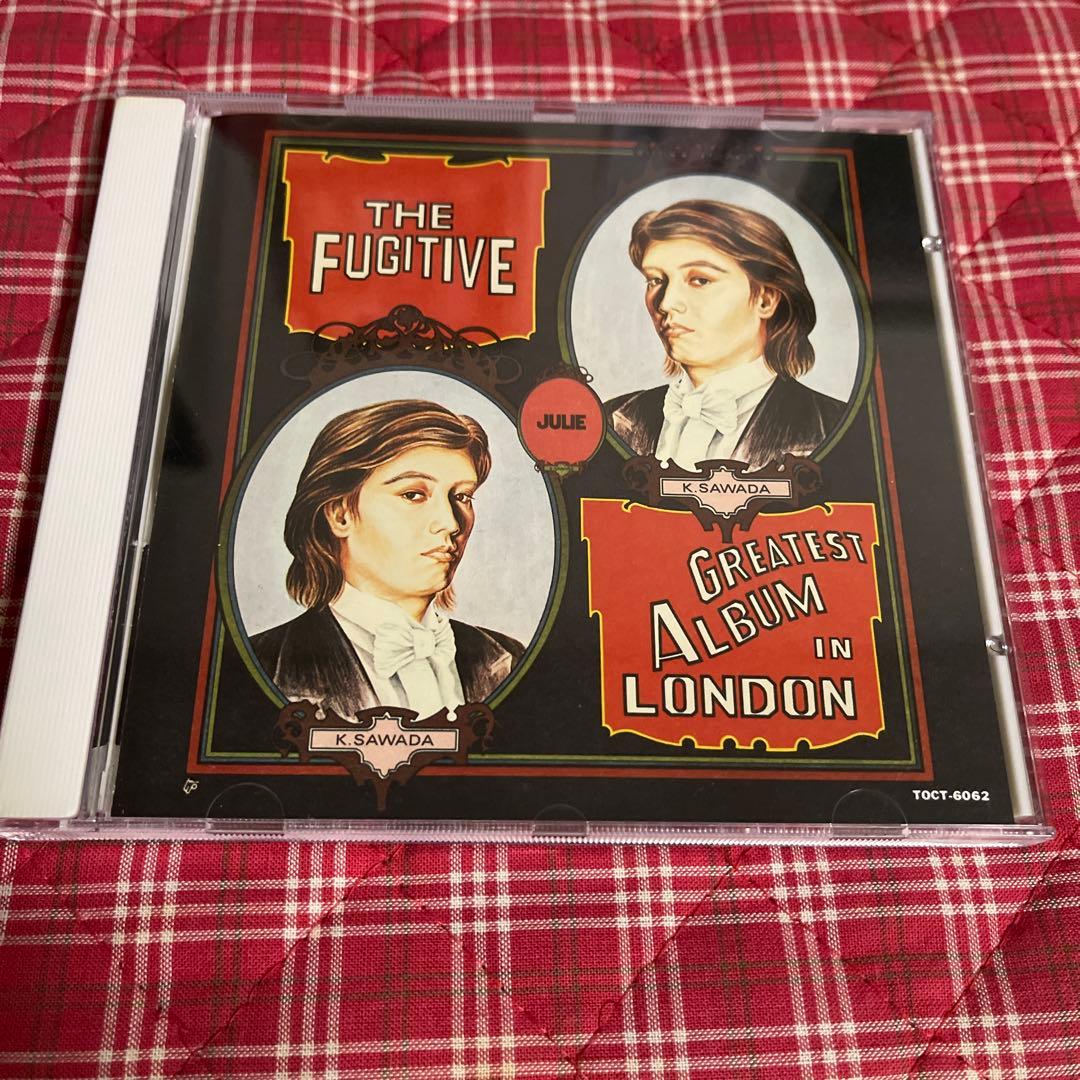 THE
FUGITIVE
JULIE
K.SAWADA
K.SAWADA
GREATEST
ALBUM
IN
LONDON
TOCT-6062